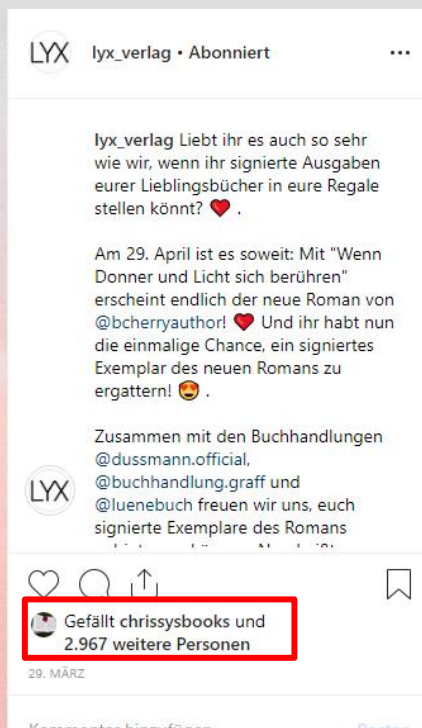 LYX lyx_verlag • Abonniert ...
lyx_verlag Liebt ihr es auch so sehr
wie wir, wenn ihr signierte Ausgaben
eurer Lieblingsbücher in eure Regale
stellen könnt? ❤️ .
Am 29. April ist es soweit: Mit "Wenn
Donner und Licht sich berühren"
erscheint endlich der neue Roman von
@bcherryauthor! ❤️ Und ihr habt nun
die einmalige Chance, ein signiertes
Exemplar des neuen Romans zu
ergattern! 😍 .
Zusammen mit den Buchhandlungen
@dussmann.official,
@buchhandlung.graff und
LYX
@luenebuch freuen wir uns, euch
signierte Exemplare des Romans
Gefällt chrissysbooks und
2.967 weitere Personen
29. MÄRZ
Kommentar hinzufügen